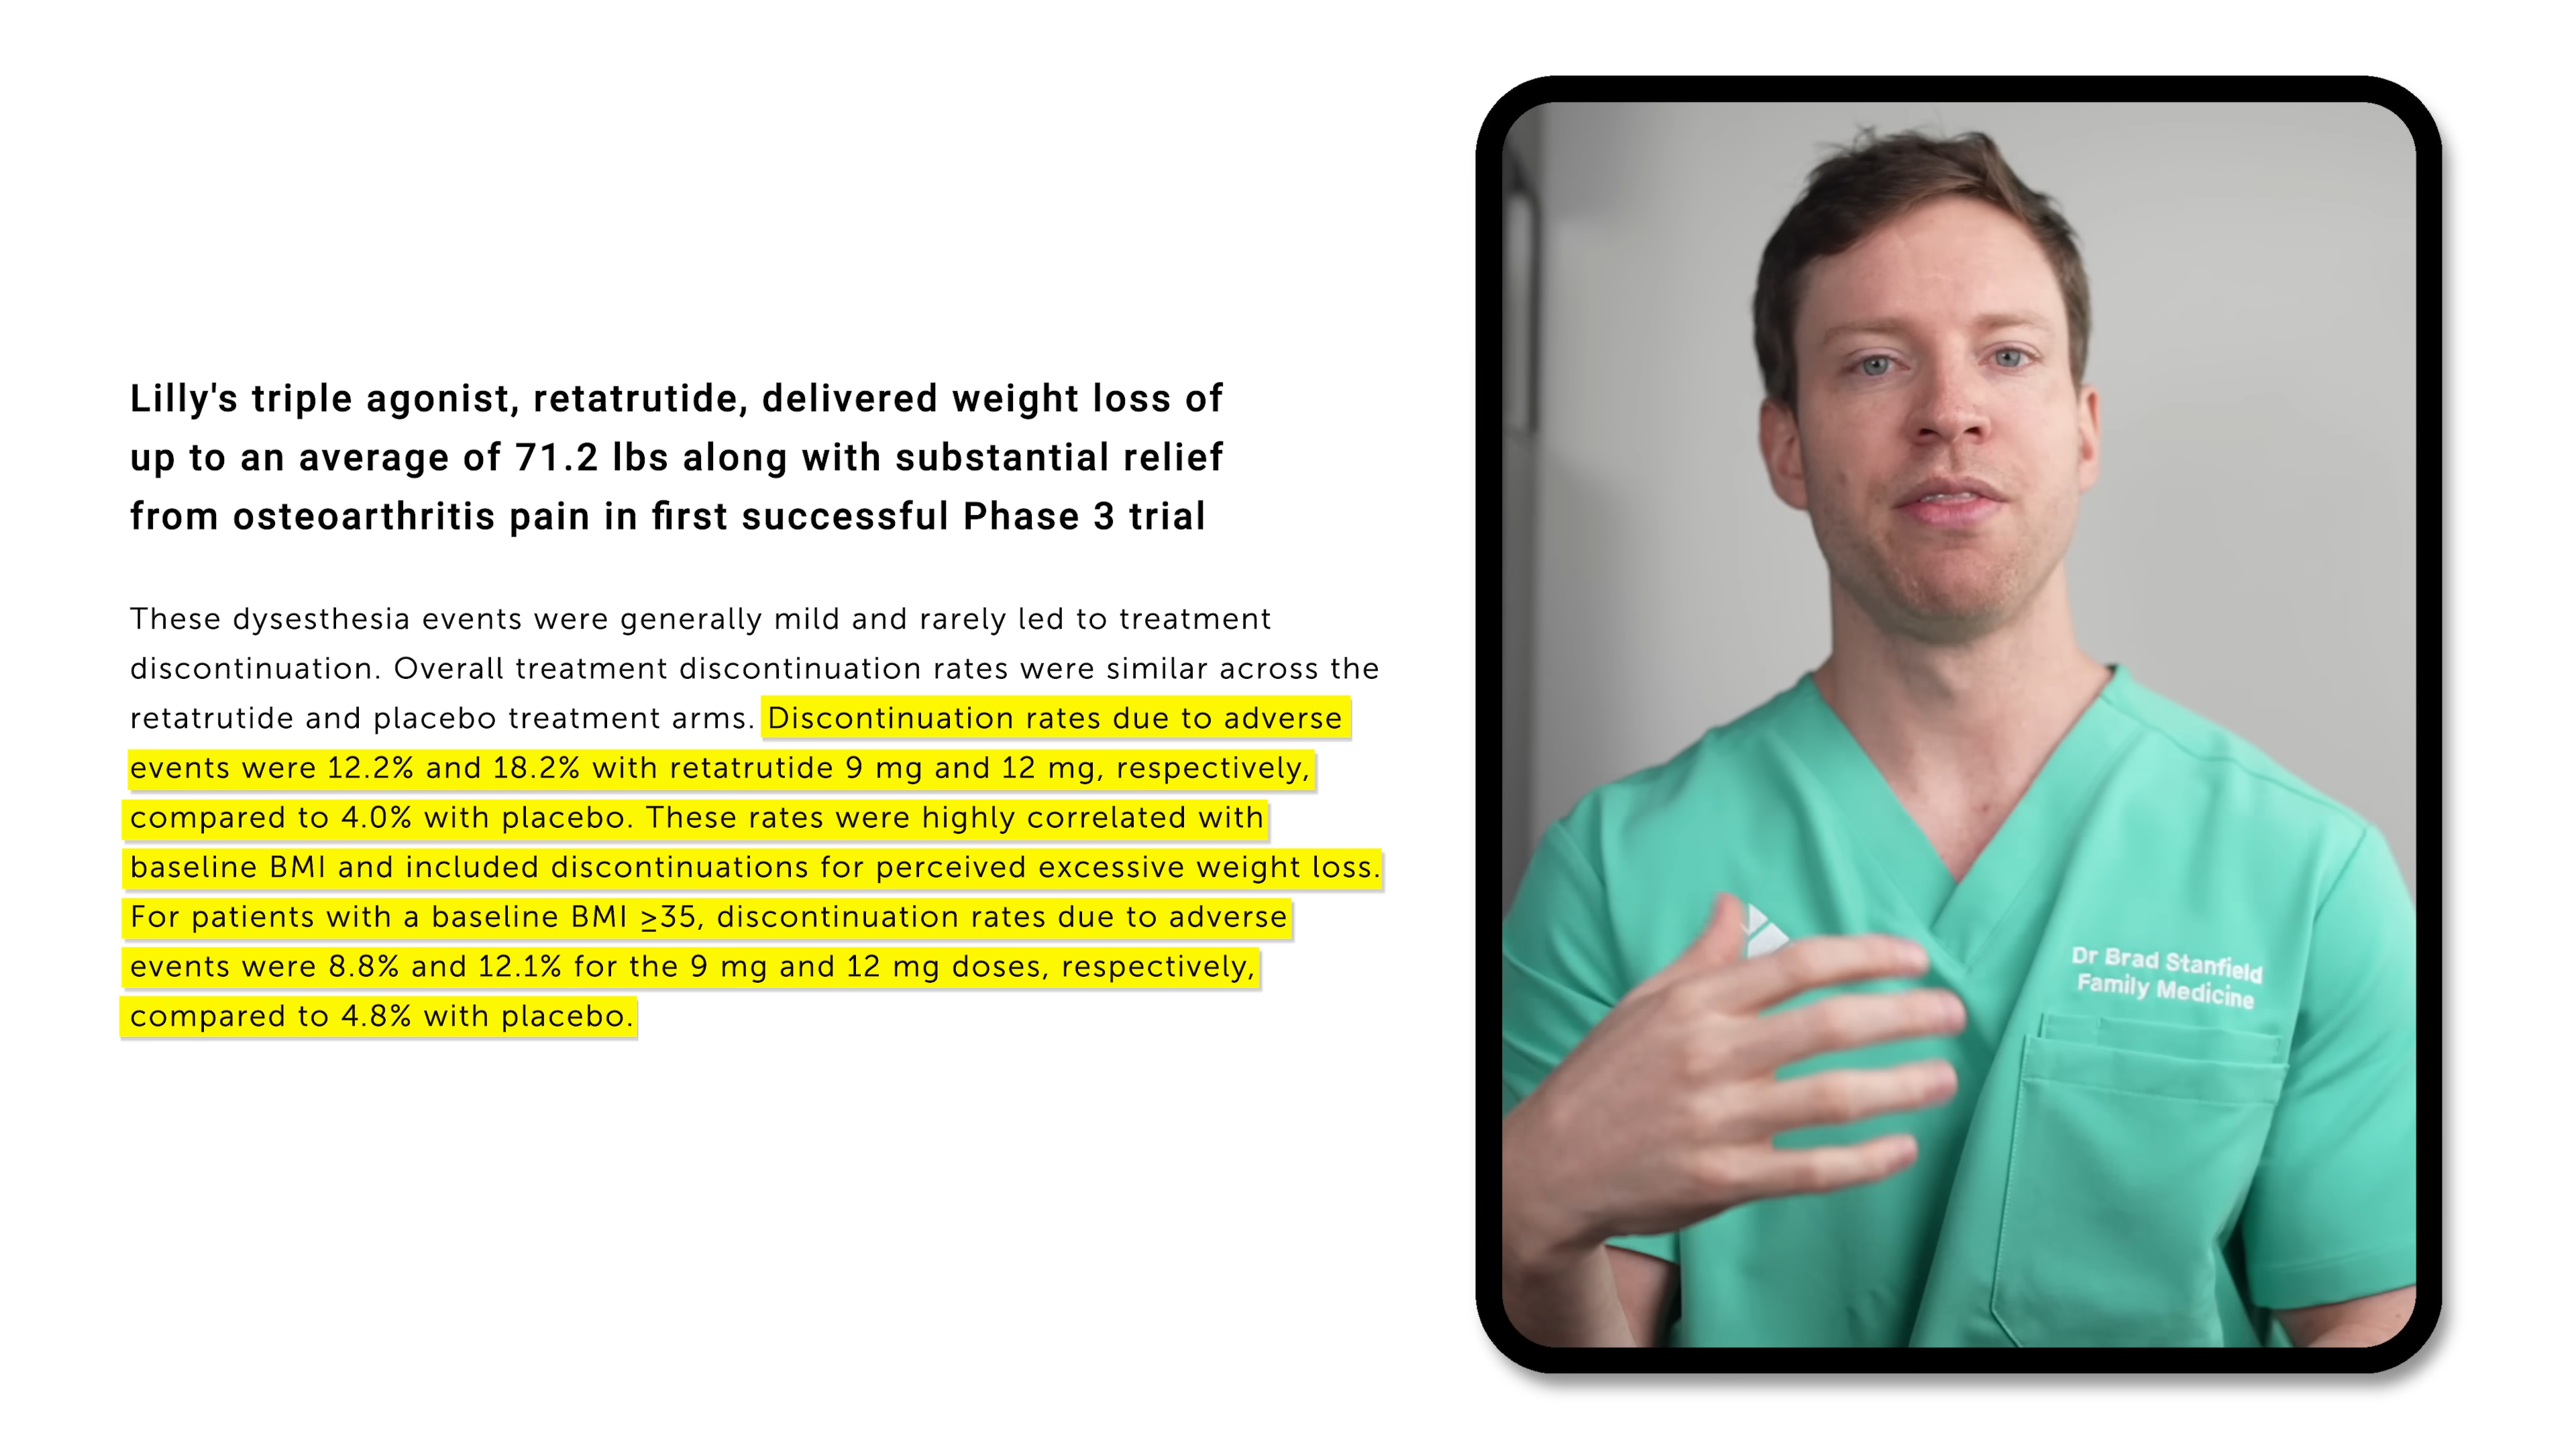 Lilly's triple agonist, retatrutide, delivered weight loss of
up to an average of 71.2 lbs along with substantial relief
from osteoarthritis pain in first successful Phase 3 trial
These dysesthesia events were generally mild and rarely led to treatment
discontinuation. Overall treatment discontinuation rates were similar across the
retatrutide and placebo treatment arms. Discontinuation rates due to adverse
events were 12.2% and 18.2% with retatrutide 9 mg and 12 mg, respectively,
compared to 4.0% with placebo. These rates were highly correlated with
baseline BMI and included discontinuations for perceived excessive weight loss.
For patients with a baseline BMI ≥35, discontinuation rates due to adverse
events were 8.8% and 12.1% for the 9 mg and 12 mg doses, respectively,
compared to 4.8% with placebo.
Dr Brad Stanfield
Family Medicine